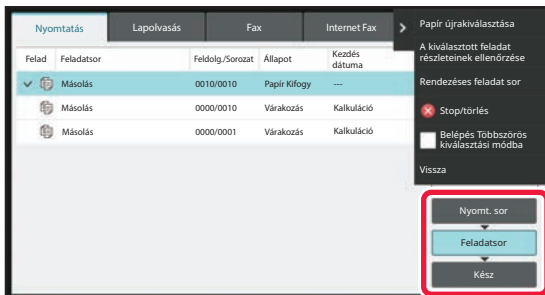 Nyomtatás Lapolvasás Fax Internet Fax
Felad Feladatsor Feldolg./Sorozat Állapot Kezdés dátuma
Másolás 0010/0010 Papír Kifogy ---
Másolás 0000/0010 Várakozás Kalkuláció
Másolás 0000/0001 Várakozás Kalkuláció
Papír újrakiválasztása
A kiválasztott feladat
részleteinek ellenőrzése
Rendezéses feladat sor
Stop/törlés
Belépés Többszörös
kiválasztási módba
Vissza
Nyomt. sor
Feladatsor
Kész